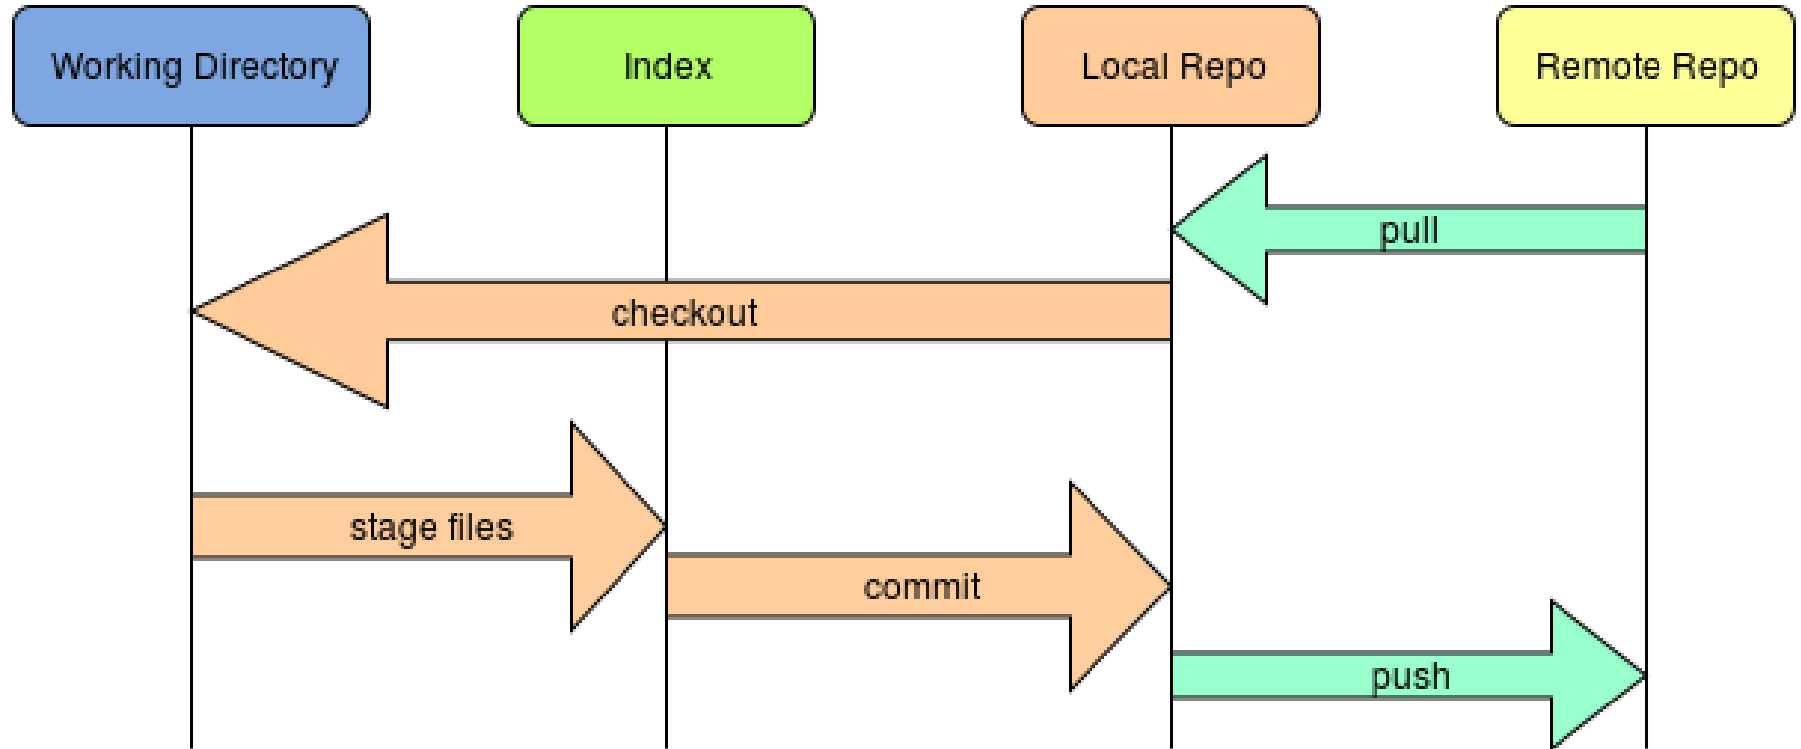 Working Directory
Index
Local Repo
Remote Repo
pull
checkout
stage files
commit
push